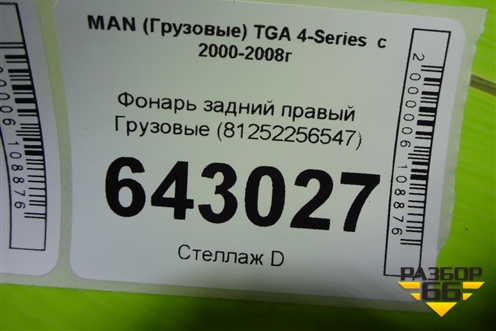 MAN (Грузовые) TGA 4-Series с
2000-2008г
Фонарь задний правый
Грузовые (81252256547)
643027
Стеллаж D
2000006108876
2000006108876
РАЗБОР
66